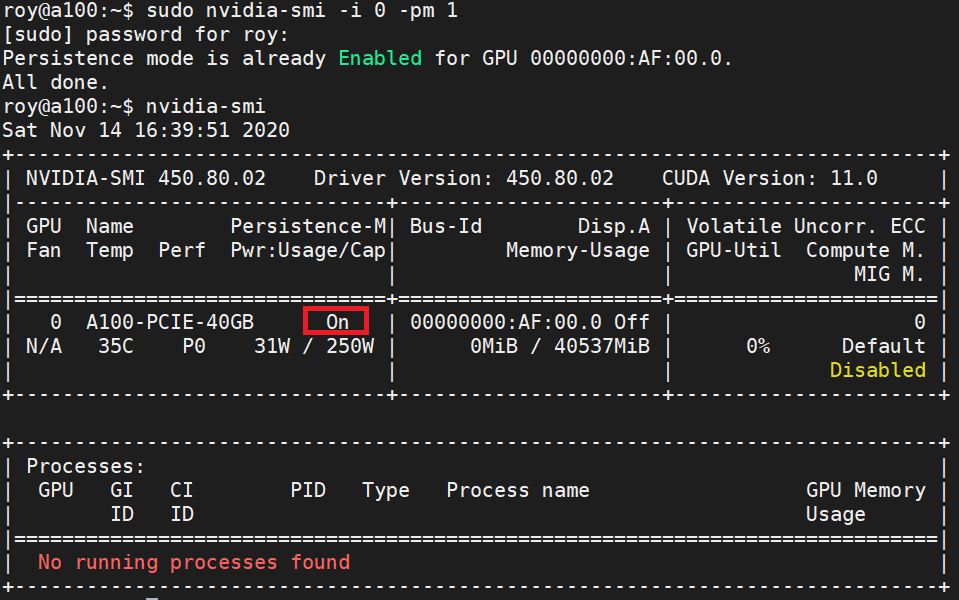 roy@a100:~$ sudo nvidia-smi -i 0 -pm 1
[sudo] password for roy:
Persistence mode is already Enabled for GPU 00000000:AF:00.0.
All done.
roy@a100:~$ nvidia-smi
Sat Nov 14 16:39:51 2020
+-----------------------------------------------------------------------------+
| NVIDIA-SMI 450.80.02    Driver Version: 450.80.02    CUDA Version: 11.0     |
|-------------------------------+----------------------+----------------------+
| GPU  Name        Persistence-M| Bus-Id        Disp.A | Volatile Uncorr. ECC |
| Fan  Temp  Perf  Pwr:Usage/Cap|         Memory-Usage | GPU-Util  Compute M. |
|                               |                      |               MIG M. |
|===============================+======================+======================|
|   0  A100-PCIE-40GB      On   | 00000000:AF:00.0 Off |                    0 |
| N/A   35C    P0    31W / 250W |      0MiB / 40537MiB |      0%      Default |
|                               |                      |             Disabled |
+-------------------------------+----------------------+----------------------+

+-----------------------------------------------------------------------------+
| Processes:                                                                  |
|  GPU   GI   CI        PID   Type   Process name                  GPU Memory |
|        ID   ID                                                   Usage      |
|=============================================================================|
|  No running processes found                                                 |
+-----------------------------------------------------------------------------+